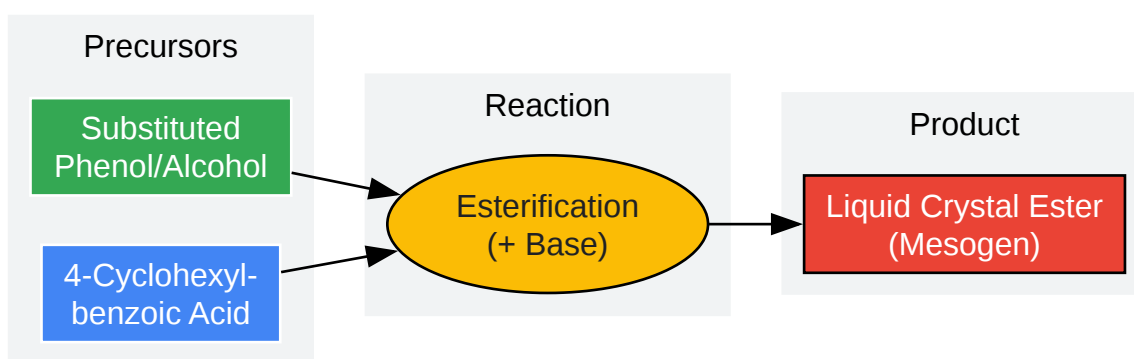 Precursors
Substituted
Phenol/Alcohol
4-Cyclohexyl-
benzoic Acid
Reaction
Esterification
(+ Base)
Product
Liquid Crystal Ester
(Mesogen)